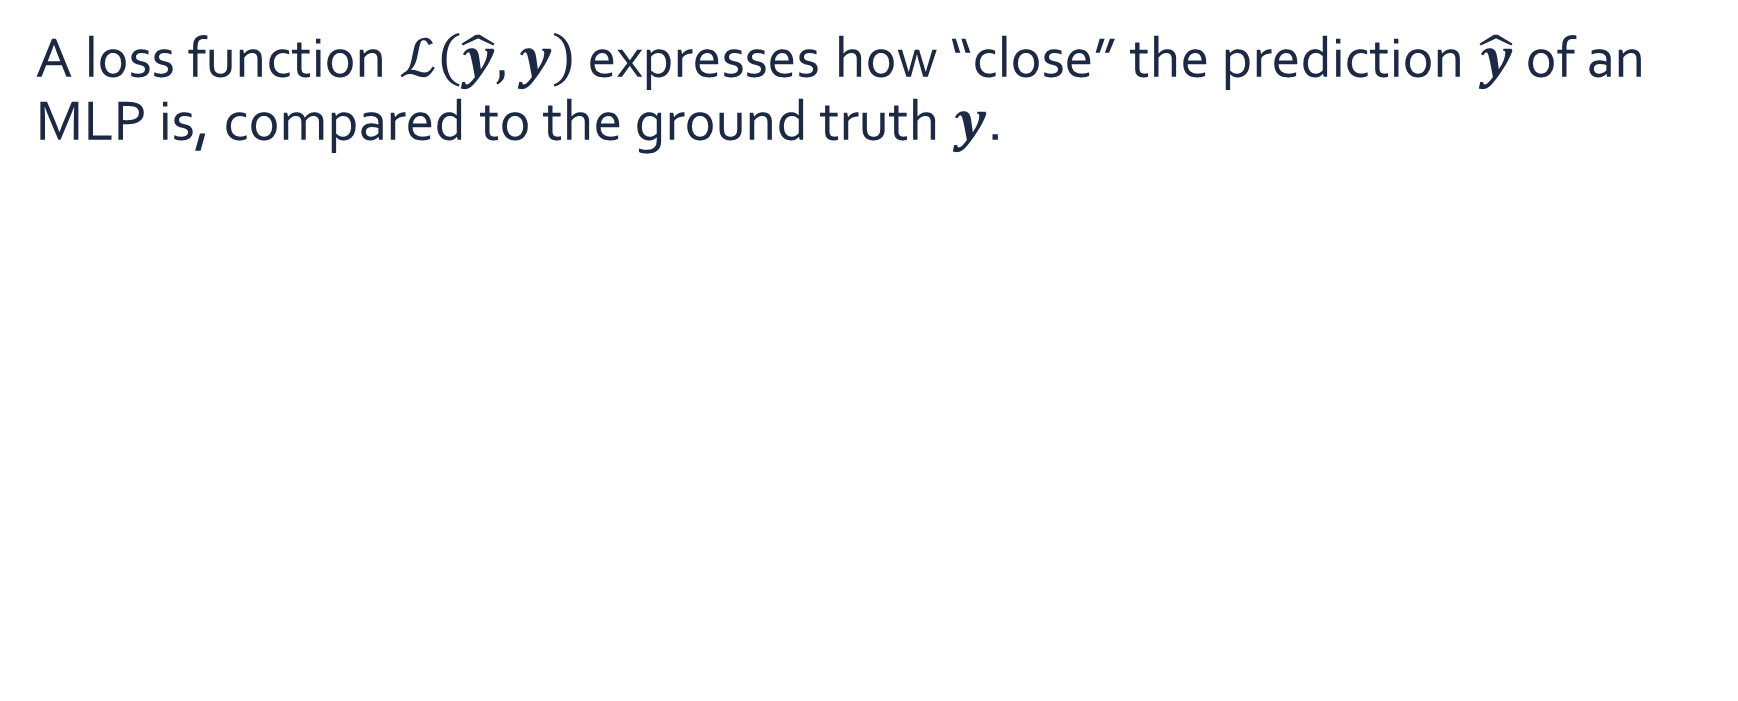 A loss function ℒ(ŷ, y) expresses how “close” the prediction ŷ of an
MLP is, compared to the ground truth y.